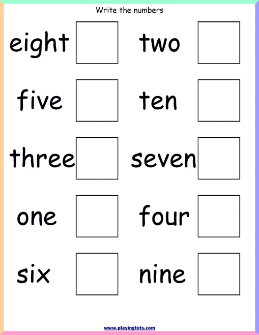 Write the numbers
eight two
five ten
three seven
one four
six nine
www.playingtots.com